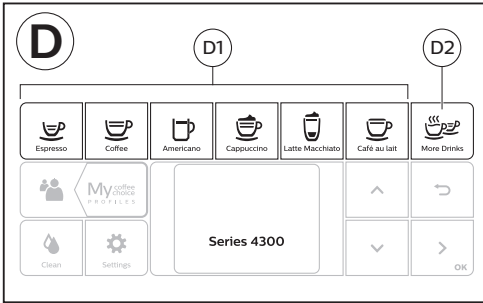 D
D1
D2
Espresso
Coffee
Americano
Cappuccino
Latte Macchiato
Café au lait
More Drinks
My coffee
choice
PROFILES
Series 4300
Clean
Settings
OK